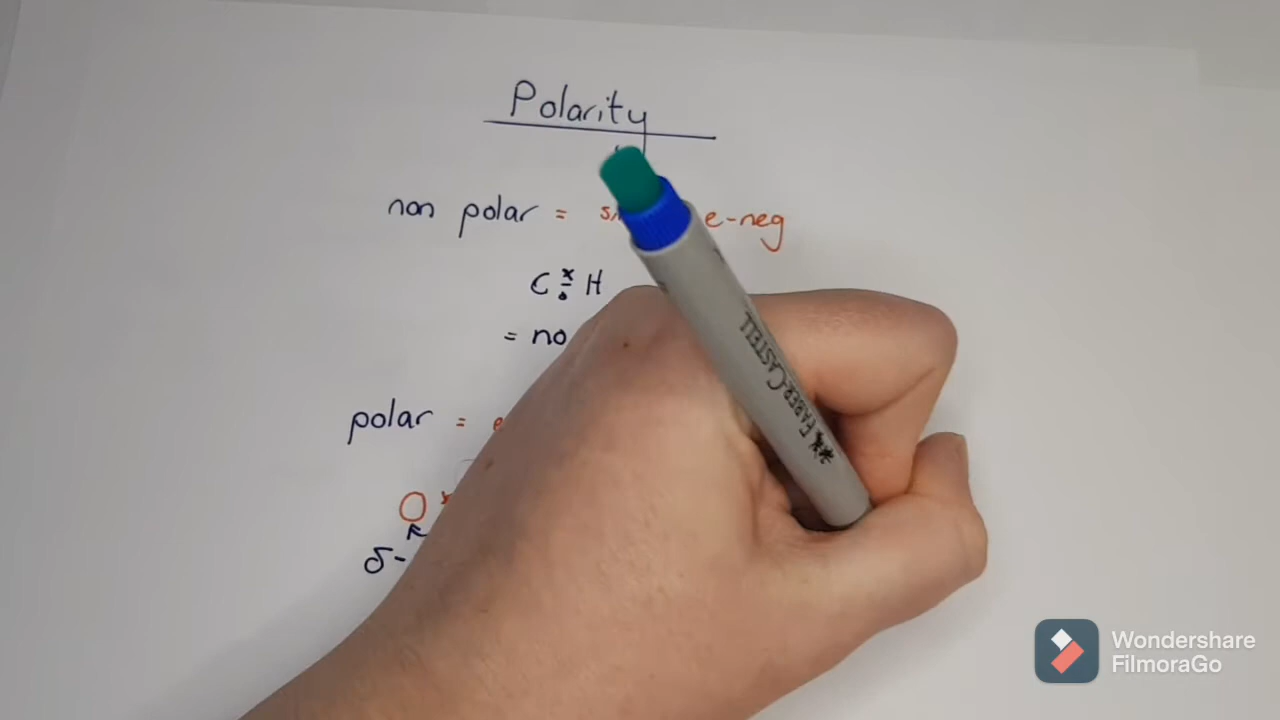 Polarity
non polar = e-neg
C ×̶• H
= no
polar =
O
δ-
FABER-CASTELL
Wondershare
FilmoraGo